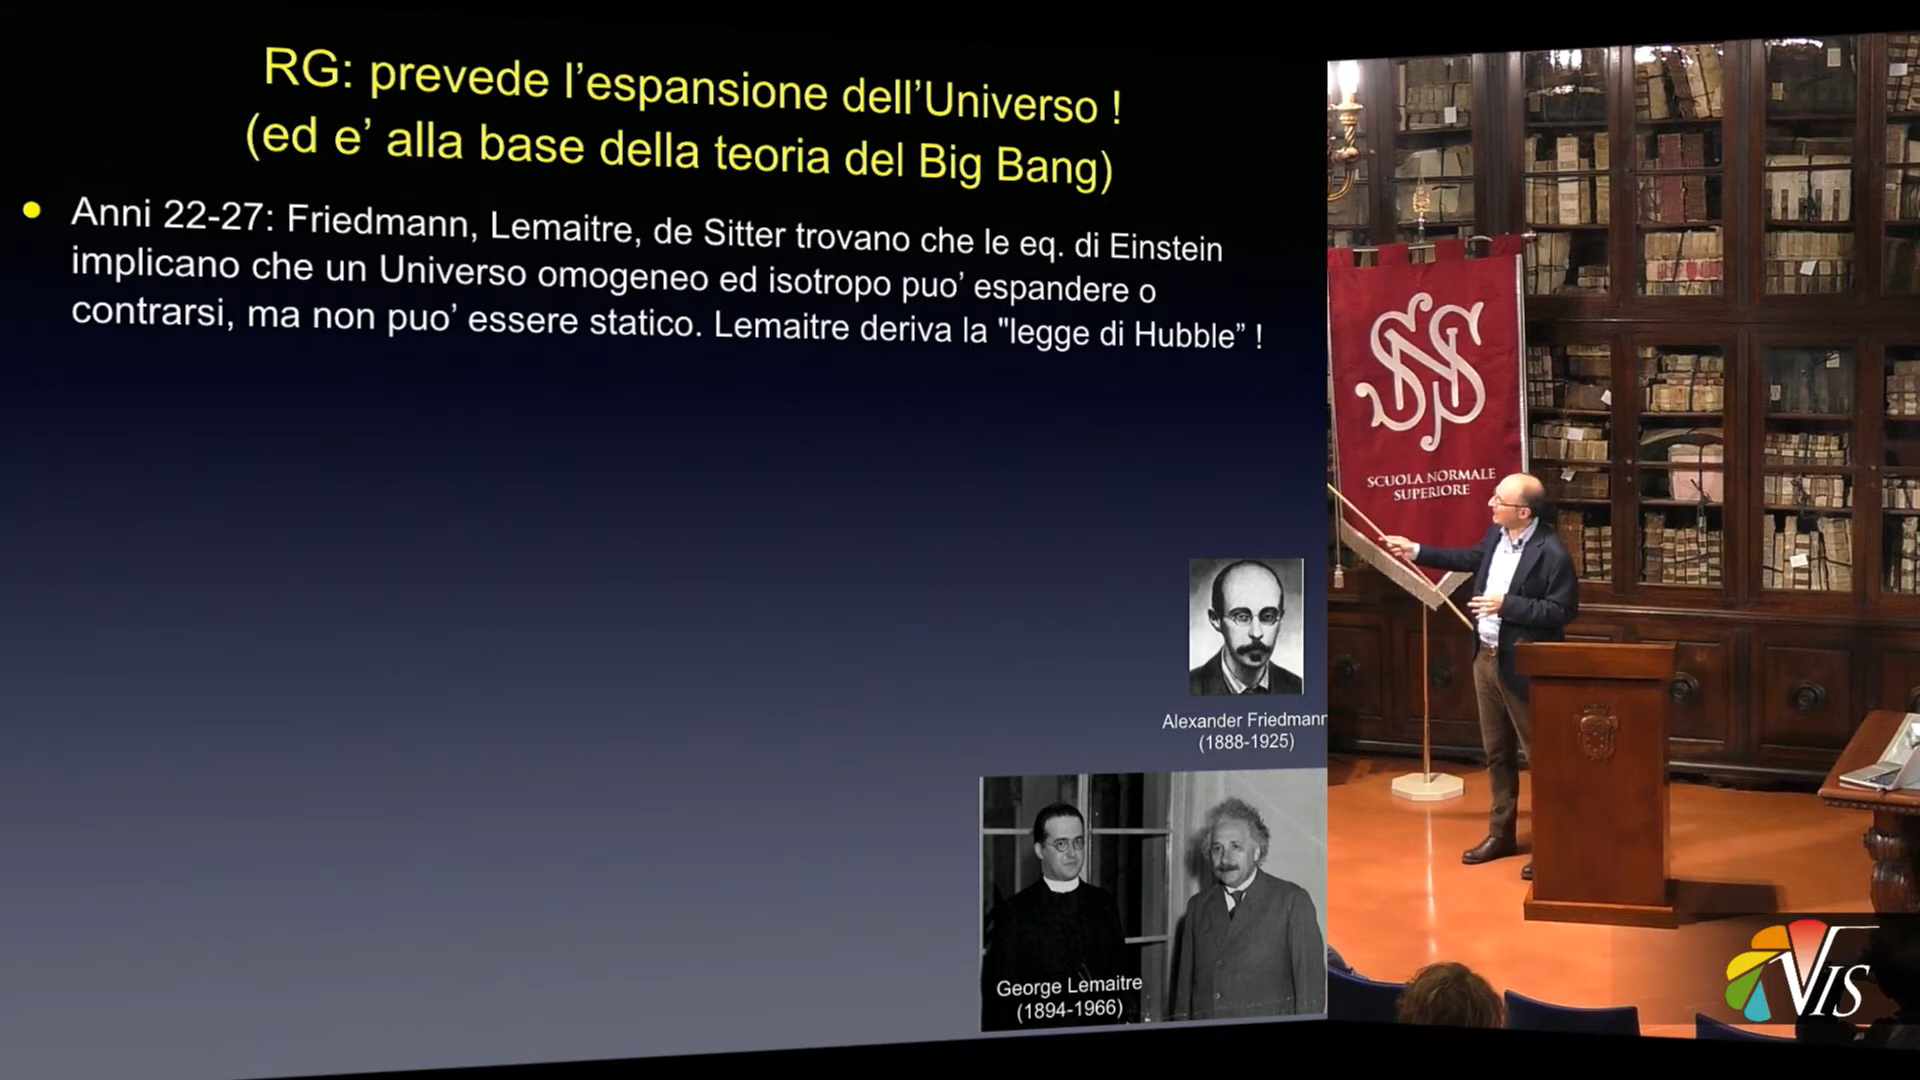 RG: prevede l'espansione dell'Universo !
(ed e' alla base della teoria del Big Bang)
Anni 22-27: Friedmann, Lemaitre, de Sitter trovano che le eq. di Einstein
implicano che un Universo omogeneo ed isotropo puo' espandere o
contrarsi, ma non puo' essere statico. Lemaitre deriva la "legge di Hubble” !
Alexander Friedmann
(1888-1925)
George Lemaitre
(1894-1966)
SNS
SCUOLA NORMALE
SUPERIORE
VIS